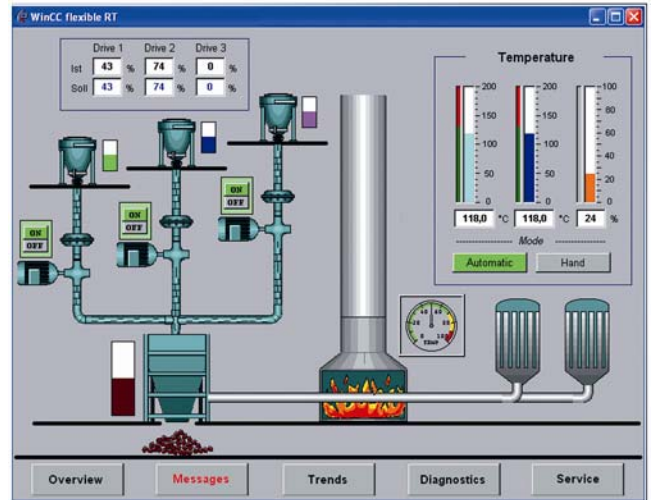 WinCC flexible RT
Drive 1 Drive 2 Drive 3
Ist 43 % 74 % 0 %
Soll 43 % 74 % 0 %
Temperature
200 200 100
150 150 80
60
100 100
40
50 50 20
0 0 0
118,0 °C 118,0 °C 24 %
Mode
Automatic Hand
ON
OFF
ON
OFF
ON
OFF
TEMP
Overview Messages Trends Diagnostics Service